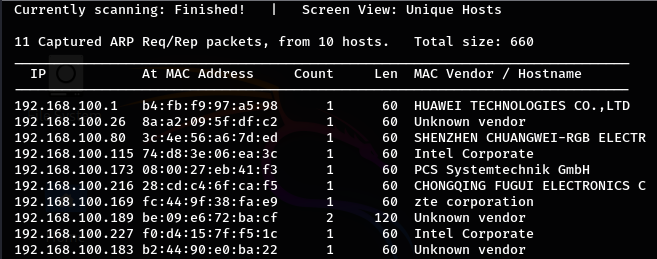 Currently scanning: Finished!   |   Screen View: Unique Hosts
11 Captured ARP Req/Rep packets, from 10 hosts.   Total size: 660
IP            At MAC Address     Count     Len  MAC Vendor / Hostname
192.168.100.1   b4:fb:f9:97:a5:98      1      60  HUAWEI TECHNOLOGIES CO.,LTD
192.168.100.26  8a:a2:09:5f:df:c2      1      60  Unknown vendor
192.168.100.80  3c:4e:56:a6:7d:ed      1      60  SHENZHEN CHUANGWEI-RGB ELECTR
192.168.100.115 74:d8:3e:06:ea:3c      1      60  Intel Corporate
192.168.100.173 08:00:27:eb:41:f3      1      60  PCS Systemtechnik GmbH
192.168.100.216 28:cd:c4:6f:ca:f5      1      60  CHONGQING FUGUI ELECTRONICS C
192.168.100.169 fc:44:9f:38:fa:e9      1      60  zte corporation
192.168.100.189 be:09:e6:72:ba:cf      2     120  Unknown vendor
192.168.100.227 f0:d4:15:7f:f5:1c      1      60  Intel Corporate
192.168.100.183 b2:44:90:e0:ba:22      1      60  Unknown vendor